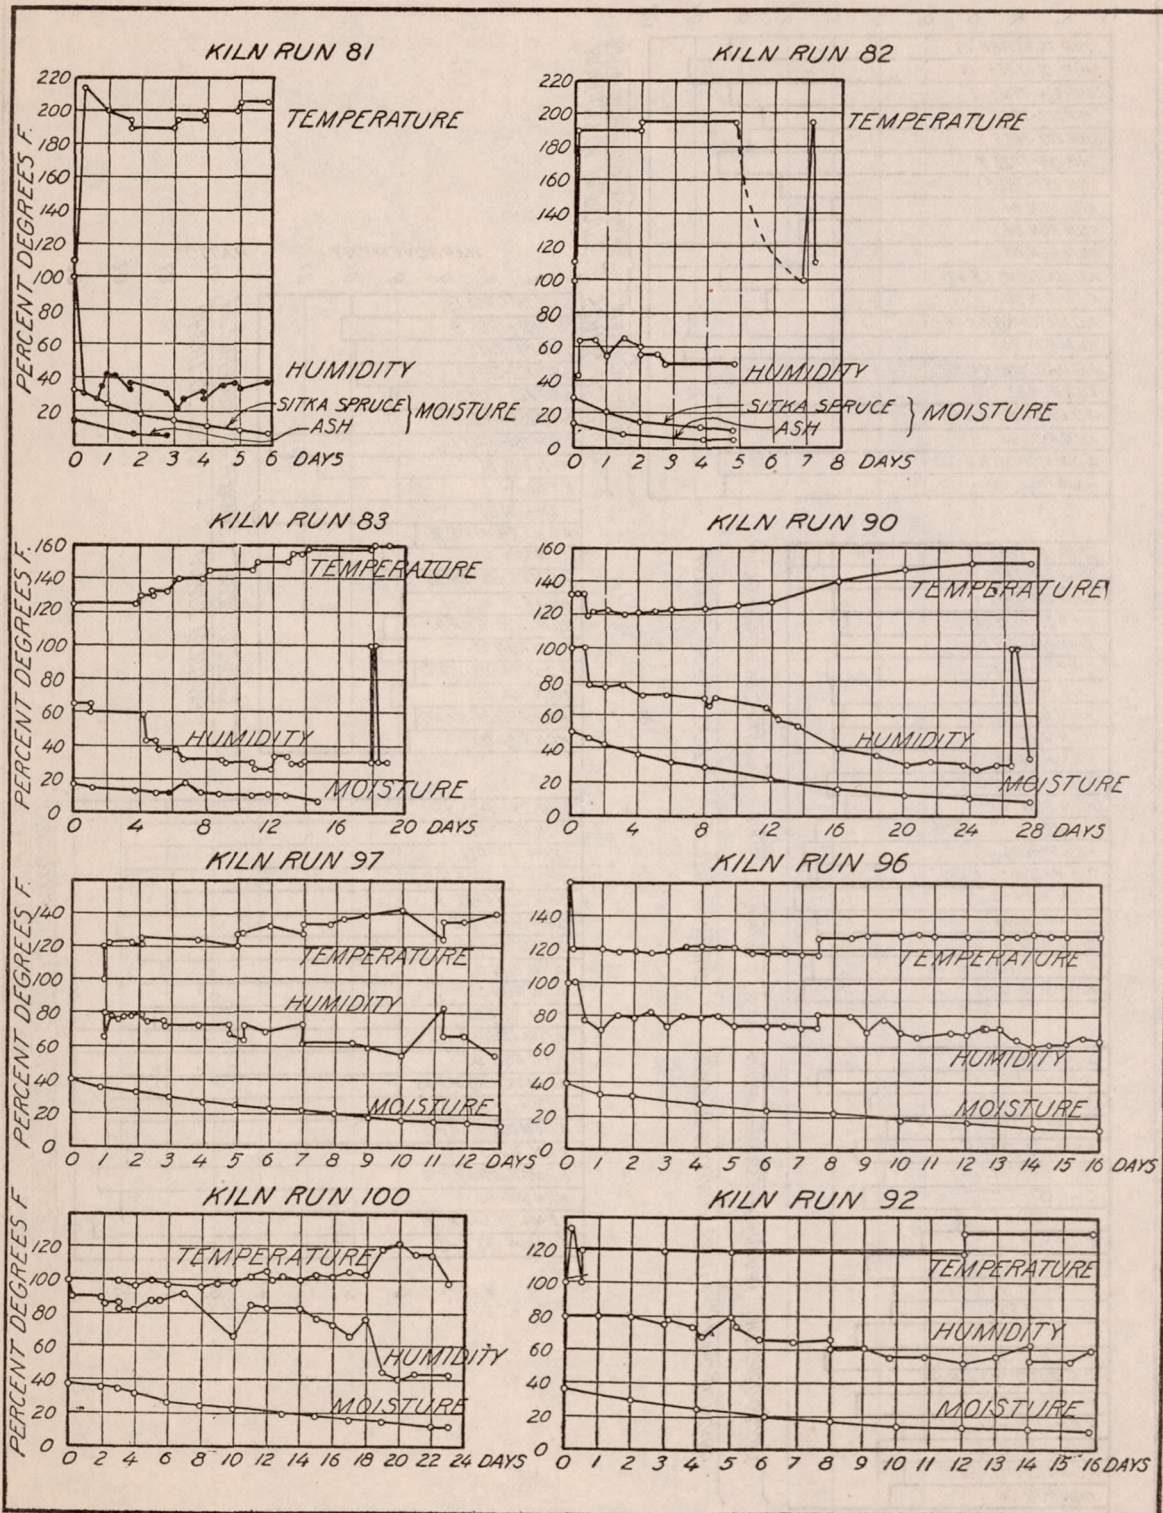 KILN RUN 81
PERCENT DEGREES F.
220
200
180
160
140
120
100
80
60
40
20
TEMPERATURE
HUMIDITY
SITKA SPRUCE } MOISTURE
ASH
0 1 2 3 4 5 6 DAYS
KILN RUN 82
220
200
180
160
140
120
100
80
60
40
20
0
TEMPERATURE
HUMIDITY
SITKA SPRUCE } MOISTURE
ASH
0 1 2 3 4 5 6 7 8 DAYS
KILN RUN 83
PERCENT DEGREES F.
160
140
120
100
80
60
40
20
0
TEMPERATURE
HUMIDITY
MOISTURE
0 4 8 12 16 20 DAYS
KILN RUN 90
160
140
120
100
80
60
40
20
0
TEMPERATURE
HUMIDITY
MOISTURE
0 4 8 12 16 20 24 28 DAYS
KILN RUN 97
PERCENT DEGREES F.
140
120
100
80
60
40
20
0
TEMPERATURE
HUMIDITY
MOISTURE
0 1 2 3 4 5 6 7 8 9 10 11 12 DAYS
KILN RUN 96
140
120
100
80
60
40
20
0
TEMPERATURE
HUMIDITY
MOISTURE
0 1 2 3 4 5 6 7 8 9 10 11 12 13 14 15 16 DAYS
KILN RUN 100
PERCENT DEGREES F
120
100
80
60
40
20
0
TEMPERATURE
HUMIDITY
MOISTURE
0 2 4 6 8 10 12 14 16 18 20 22 24 DAYS
KILN RUN 92
120
100
80
60
40
20
0
TEMPERATURE
HUMIDITY
MOISTURE
0 1 2 3 4 5 6 7 8 9 10 11 12 13 14 15 16 DAYS